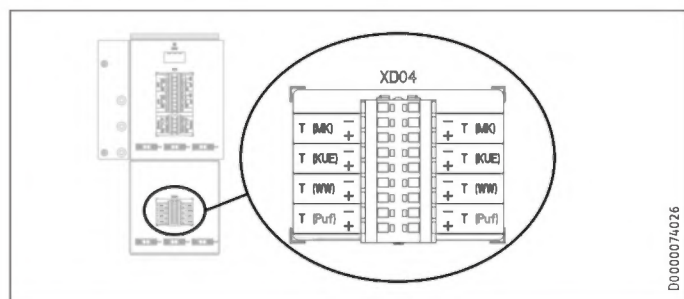 XD04
T (MK) − + T (MK) − +
T (KUE) − + T (KUE) − +
T (WW) − + T (WW) − +
T (Puf) − + T (Puf) − +
D0000074026